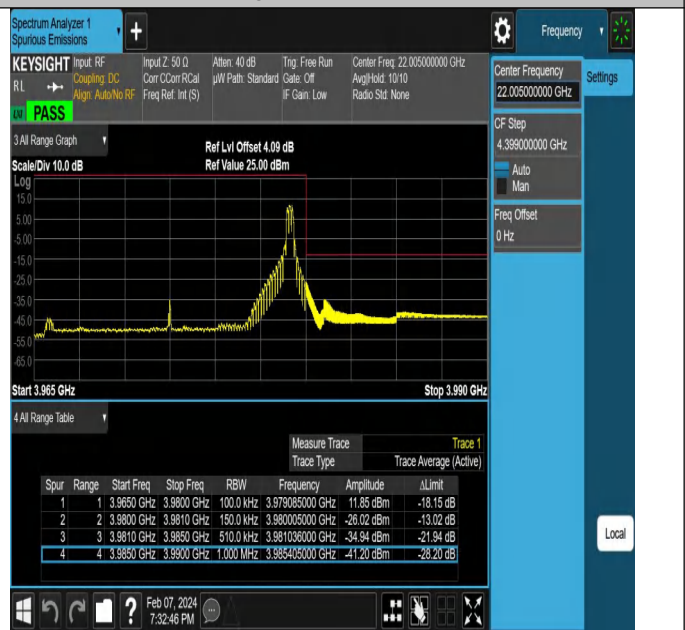 Spectrum Analyzer 1
Spurious Emissions
+
Frequency
KEYSIGHT
RL
PASS
Input: RF
Coupling: DC
Align: Auto/No RF
Input Z: 50 Ω
Corr CCorr RCal
Freq Ref: Int (S)
Atten: 40 dB
µW Path: Standard
Trig: Free Run
Gate: Off
IF Gain: Low
Center Freq: 22.005000000 GHz
Avg|Hold: 10/10
Radio Std: None
Center Frequency
22.005000000 GHz
Settings
CF Step
4.399000000 GHz
Auto
Man
Freq Offset
0 Hz
3 All Range Graph
Scale/Div 10.0 dB
Ref Lvl Offset 4.09 dB
Ref Value 25.00 dBm
Log
15.0
5.00
-5.00
-15.0
-25.0
-35.0
-45.0
-55.0
-65.0
Start 3.965 GHz
Stop 3.990 GHz
4 All Range Table
Measure Trace Trace 1
Trace Type Trace Average (Active)
Spur Range Start Freq Stop Freq RBW Frequency Amplitude ΔLimit
1 1 3.9650 GHz 3.9800 GHz 100.0 kHz 3.979085000 GHz 11.85 dBm -18.15 dB
2 2 3.9800 GHz 3.9810 GHz 150.0 kHz 3.980005000 GHz -26.02 dBm -13.02 dB
3 3 3.9810 GHz 3.9850 GHz 510.0 kHz 3.981036000 GHz -34.94 dBm -21.94 dB
4 4 3.9850 GHz 3.9900 GHz 1.000 MHz 3.985405000 GHz -41.20 dBm -28.20 dB
Local
?
Feb 07, 2024
7:32:46 PM